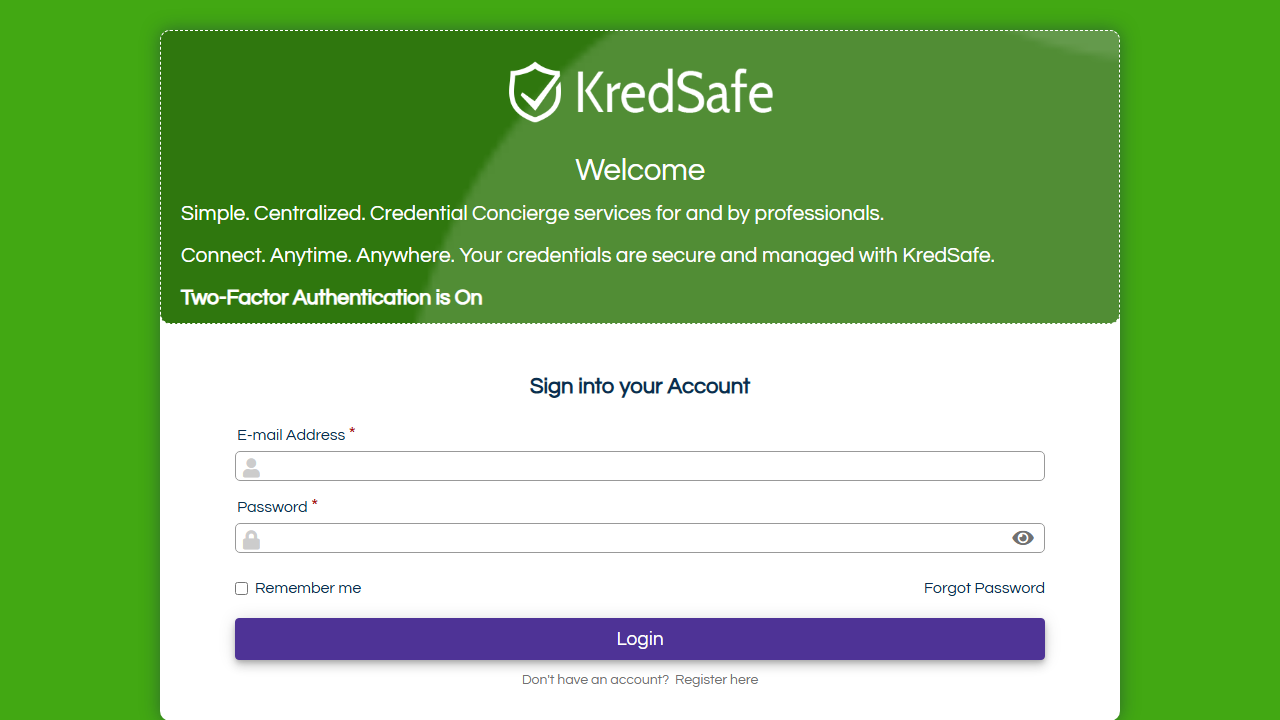 KredSafe
Welcome
Simple. Centralized. Credential Concierge services for and by professionals.
Connect. Anytime. Anywhere. Your credentials are secure and managed with KredSafe.
Two-Factor Authentication is On
Sign into your Account
E-mail Address *
Password *
Remember me
Forgot Password
Login
Don't have an account? Register here